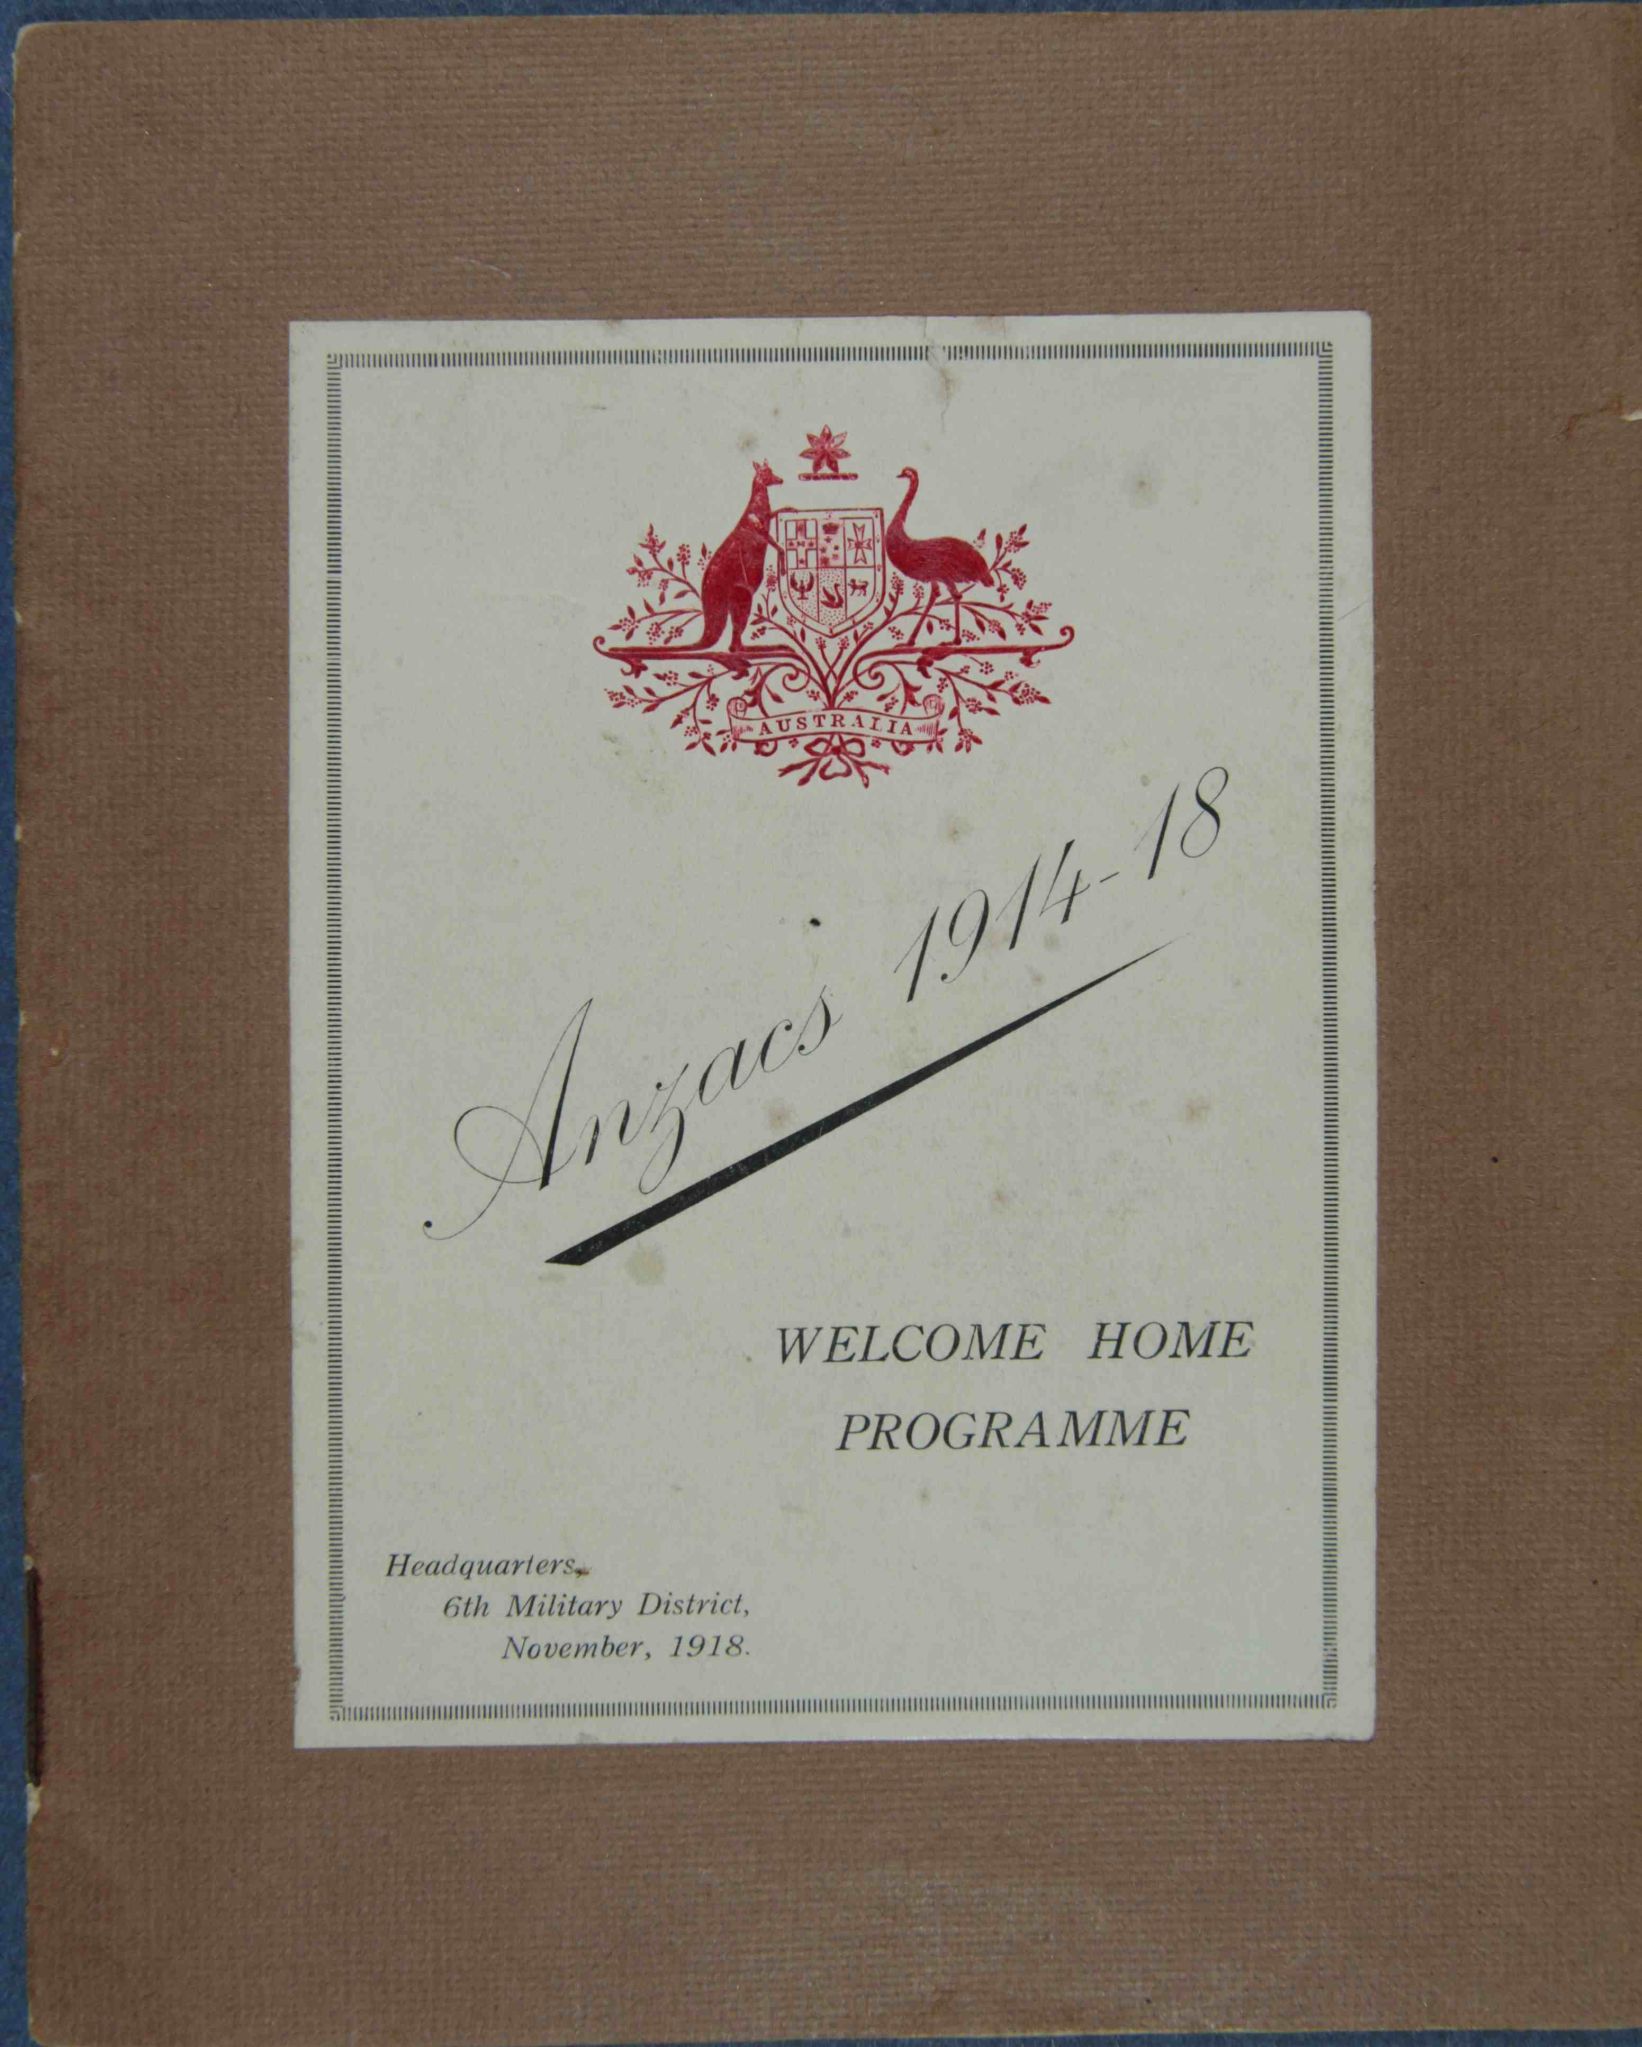 AUSTRALIA
Anzacs 1914-18
WELCOME HOME
PROGRAMME
Headquarters,
6th Military District,
November, 1918.